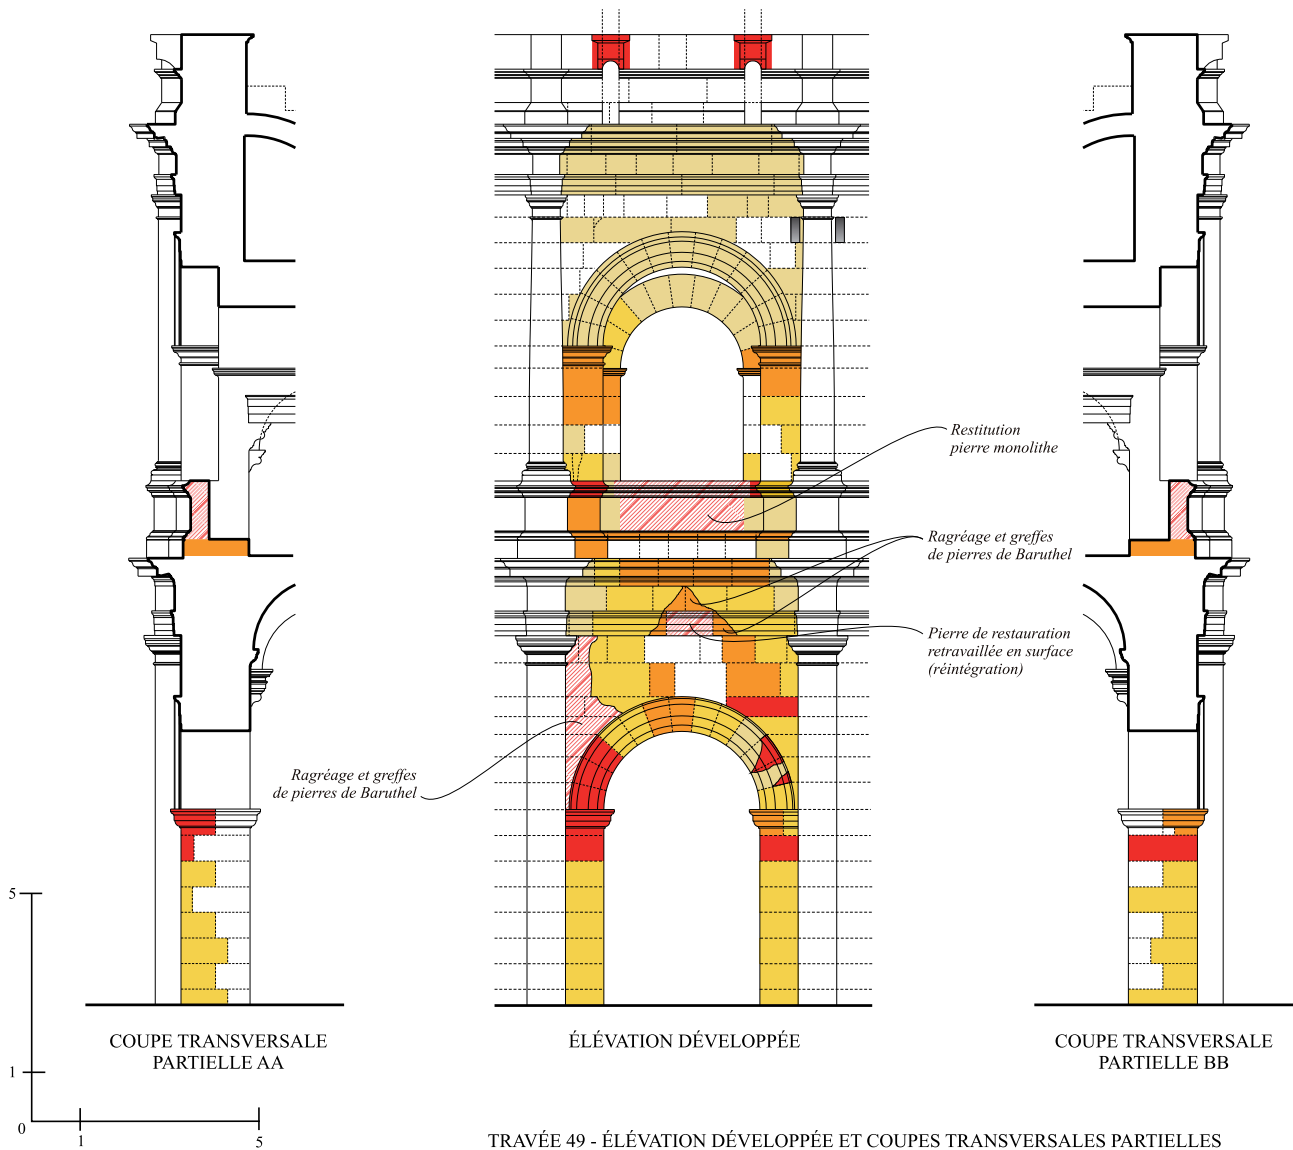 Restitution
pierre monolithe
Ragréage et greffes
de pierres de Baruthel
Pierre de restauration
retravaillée en surface
(réintégration)
Ragréage et greffes
de pierres de Baruthel
5
1
0
1
5
COUPE TRANSVERSALE
PARTIELLE AA
ÉLÉVATION DÉVELOPPÉE
COUPE TRANSVERSALE
PARTIELLE BB
TRAVÉE 49 - ÉLÉVATION DÉVELOPPÉE ET COUPES TRANSVERSALES PARTIELLES